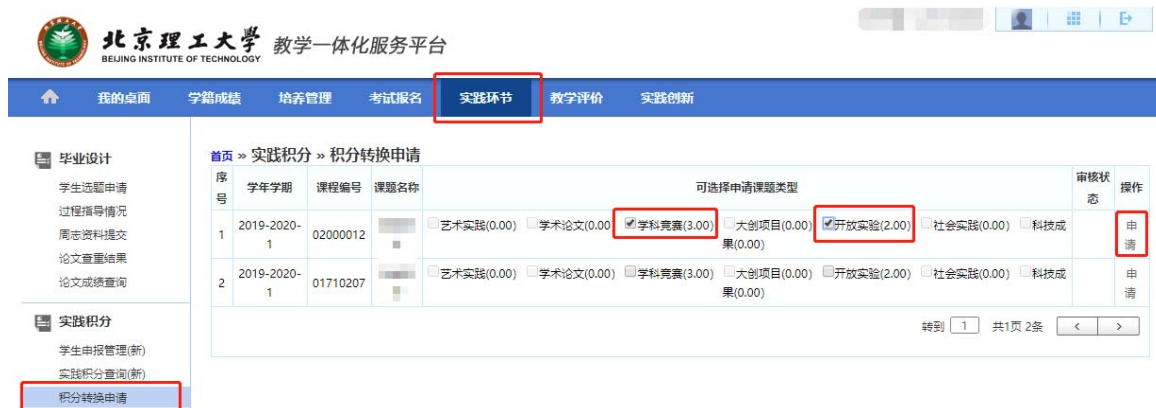 北京理工大学 教学一体化服务平台
BEIJING INSTITUTE OF TECHNOLOGY
我的桌面 学籍成绩 培养管理 考试报名 实践环节 教学评价 实践创新
毕业设计
学生选题申请
过程指导情况
周志资料提交
论文查重结果
论文成绩查询
实践积分
学生申报管理(新)
实践积分查询(新)
积分转换申请
首页 » 实践积分 » 积分转换申请
序号 学年学期 课程编号 课题名称 可选择申请课题类型 审核状态 操作
1 2019-2020-1 02000012 艺术实践(0.00) 学术论文(0.00) 学科竞赛(3.00) 大创项目(0.00) 开放实验(2.00) 社会实践(0.00) 科技成果(0.00) 申请
2 2019-2020-1 01710207 艺术实践(0.00) 学术论文(0.00) 学科竞赛(3.00) 大创项目(0.00) 开放实验(2.00) 社会实践(0.00) 科技成果(0.00) 申请
转到 1 共1页 2条 < >